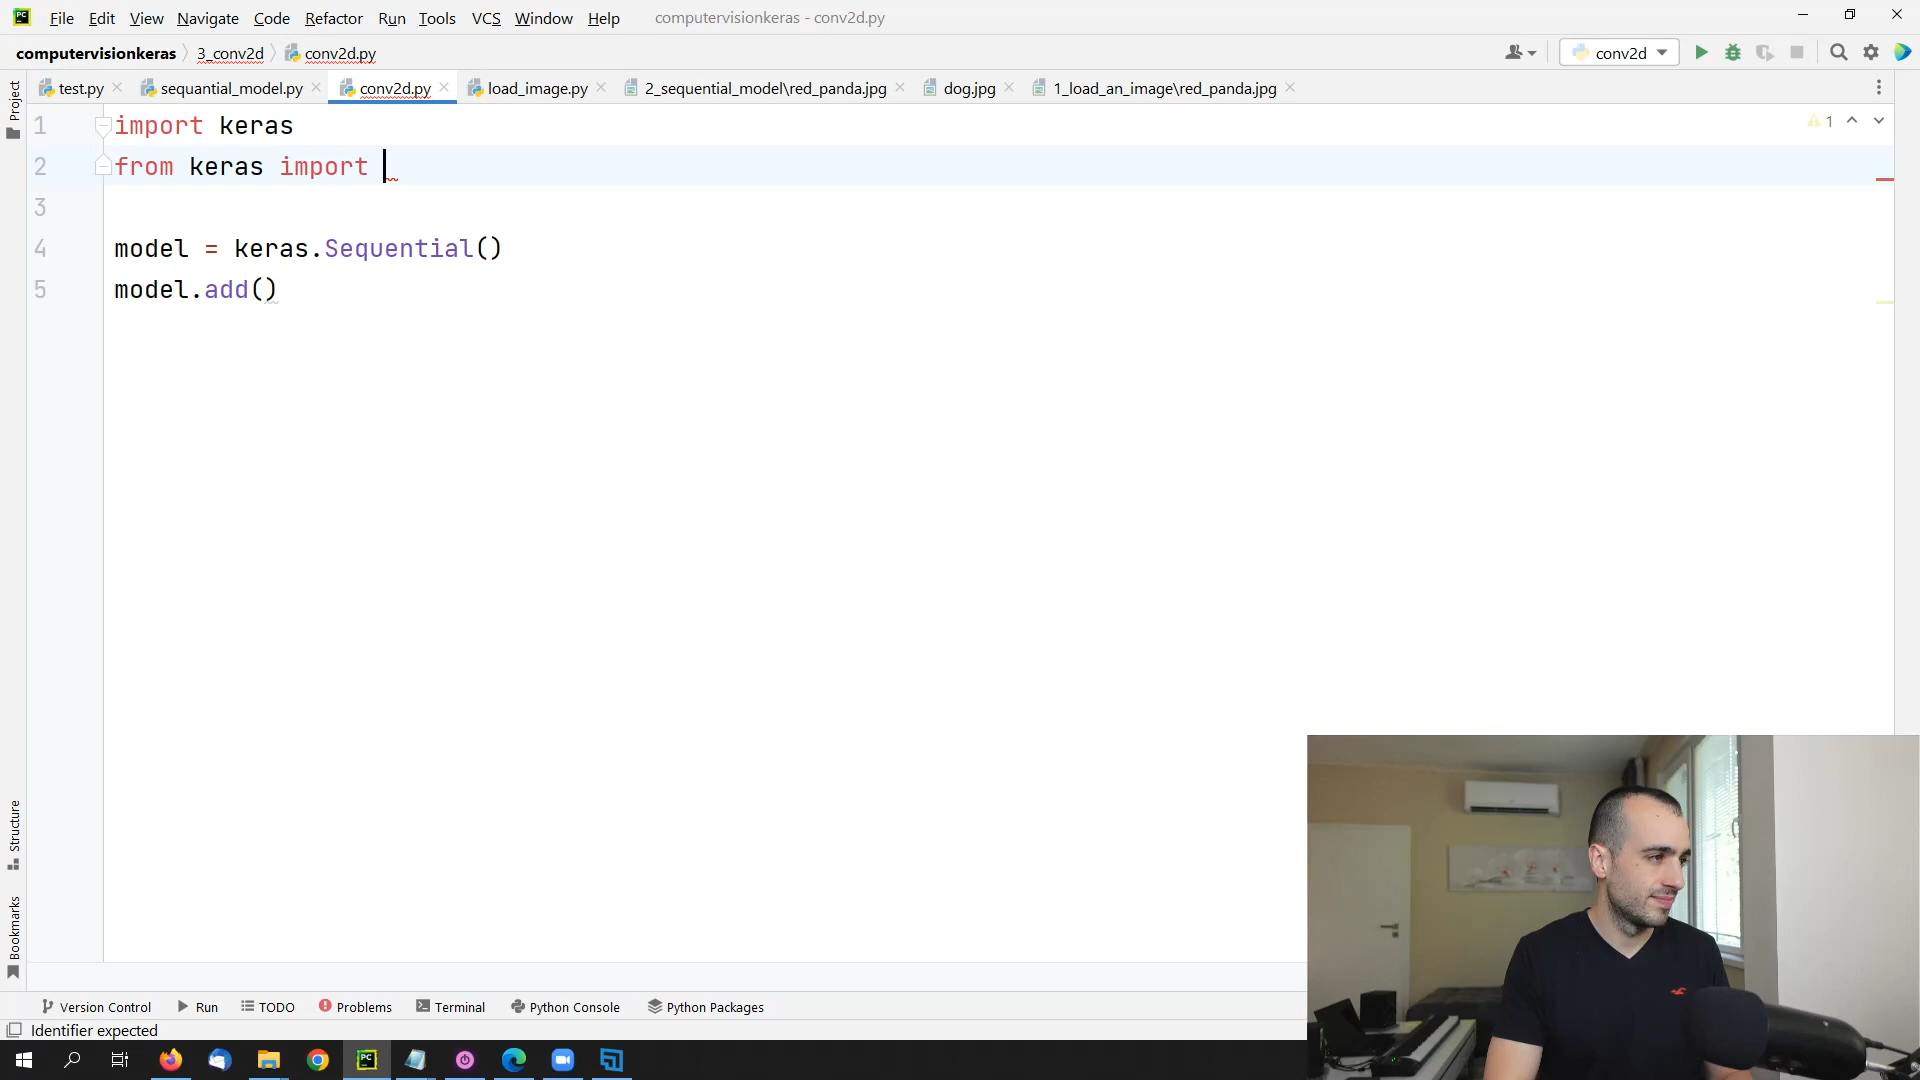 File Edit View Navigate Code Refactor Run Tools VCS Window Help computervisionkeras - conv2d.py
computervisionkeras 3_conv2d conv2d.py conv2d
test.py sequantial_model.py conv2d.py load_image.py 2_sequential_model\red_panda.jpg dog.jpg 1_load_an_image\red_panda.jpg
Project
1 import keras
1
2 from keras import
3
4 model = keras.Sequential()
5 model.add()
Structure
Bookmarks
Version Control Run TODO Problems Terminal Python Console Python Packages
Identifier expected